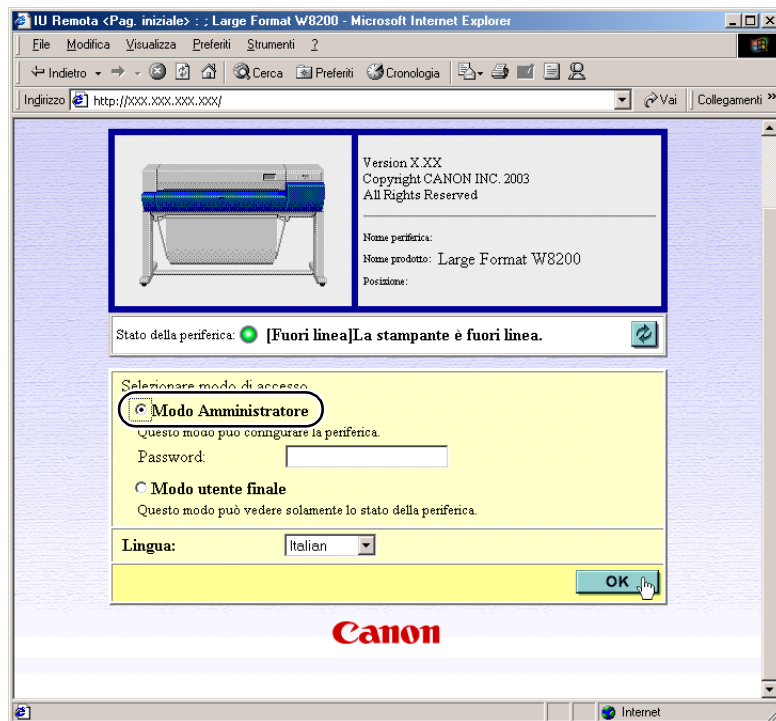 IU Remota <Pag. iniziale> : ; Large Format W8200 - Microsoft Internet Explorer
File Modifica Visualizza Preferiti Strumenti ?
Indietro Cerca Preferiti Cronologia
Indirizzo http://XXX.XXX.XXX.XXX/ Vai Collegamenti »
Version X.XX
Copyright CANON INC. 2003
All Rights Reserved
Nome periferica:
Nome prodotto: Large Format W8200
Posizione:
Stato della periferica: [Fuori linea]La stampante è fuori linea.
Selezionare modo di accesso
Modo Amministratore
Questo modo può configurare la periferica.
Password:
Modo utente finale
Questo modo può vedere solamente lo stato della periferica.
Lingua: Italian
OK
Canon
Internet